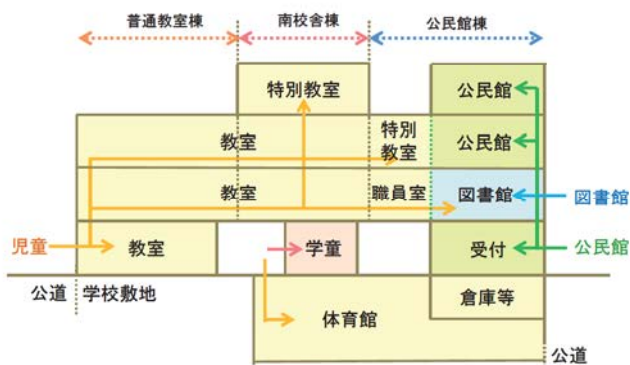 普通教室棟 南校舎棟 公民館棟
特別教室 公民館
教室 特別
教室 公民館
教室 職員室 図書館 図書館
児童 教室 学童 受付 公民館
公道 学校敷地 倉庫等
体育館
公道